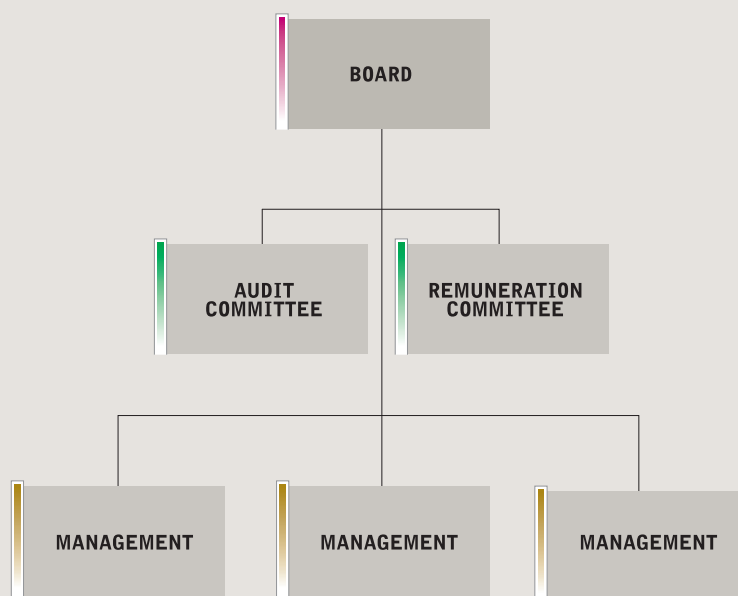 BOARD
AUDIT
COMMITTEE
REMUNERATION
COMMITTEE
MANAGEMENT
MANAGEMENT
MANAGEMENT